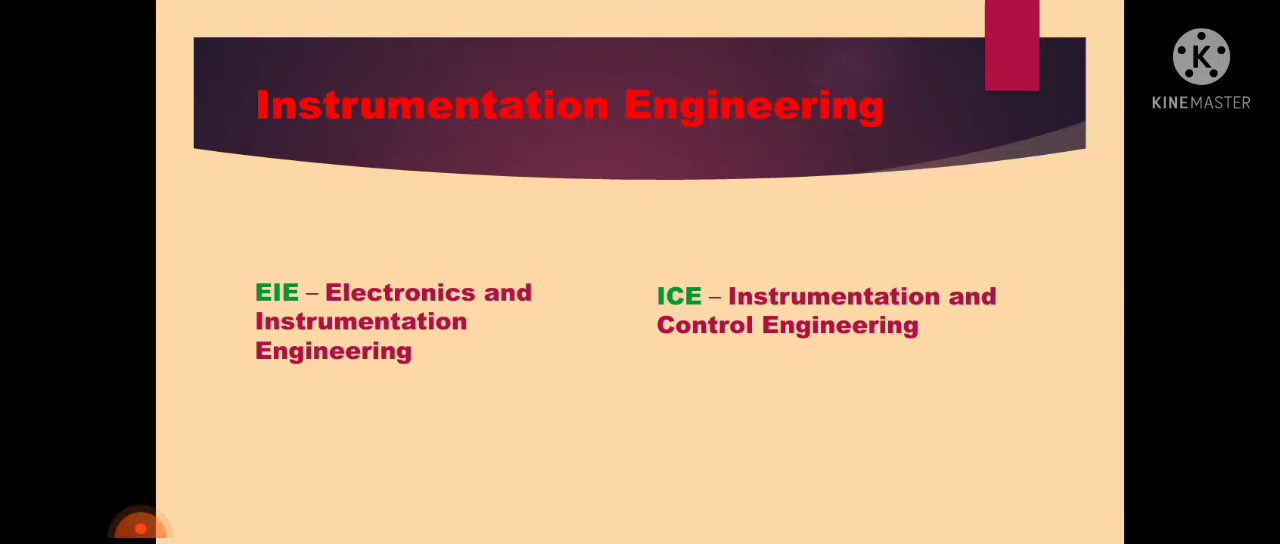 Instrumentation Engineering
EIE – Electronics and
Instrumentation
Engineering
ICE – Instrumentation and
Control Engineering
K
KINEMASTER